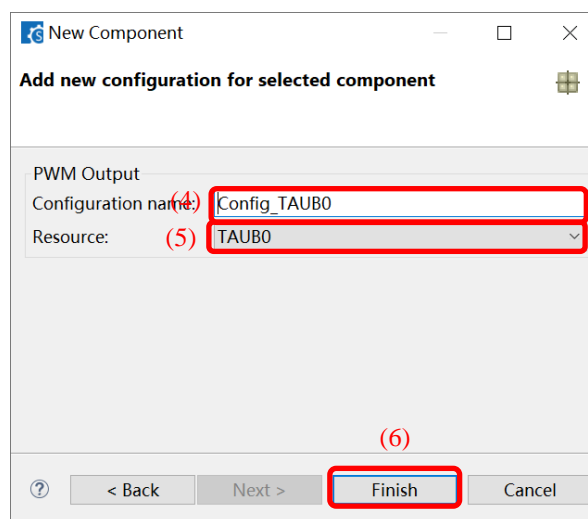 New Component
Add new configuration for selected component
PWM Output
Configuration name: (4) Config_TAUB0
Resource: (5) TAUB0
(6)
< Back Next > Finish Cancel